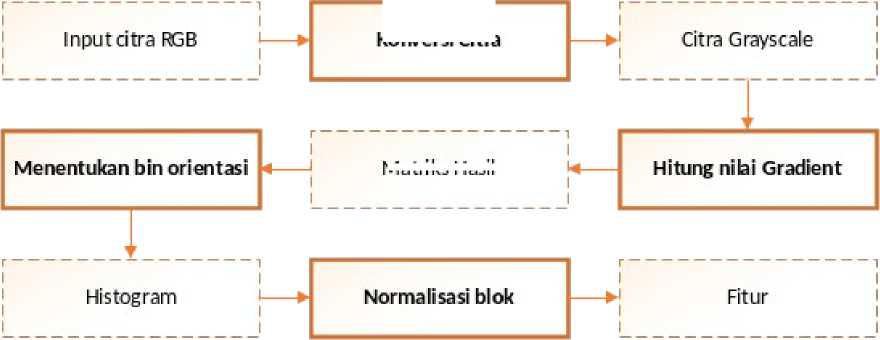 Input citra RGB
Konversi citra
Citra Grayscale
Menentukan bin orientasi
Matriks Hasil
Hitung nilai Gradient
Histogram
Normalisasi blok
Fitur